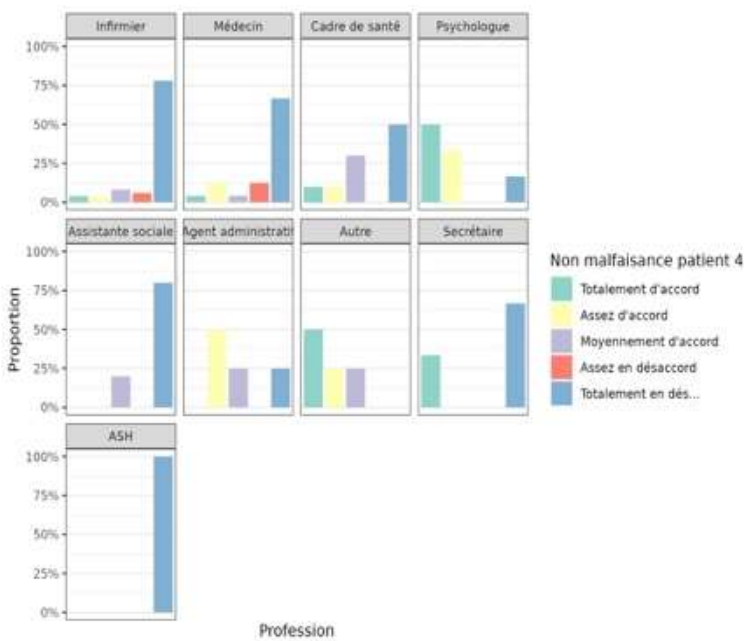 Infirmier Médecin Cadre de santé Psychologue
100%
75%
50%
25%
0%
Assistante sociale Agent administratif Autre Secrétaire
100%
75%
50%
25%
0%
ASH
100%
75%
50%
25%
0%
Proportion
Profession
Non malfaisance patient 4
Totalement d'accord
Assez d'accord
Moyennement d'accord
Assez en désaccord
Totalement en dés...